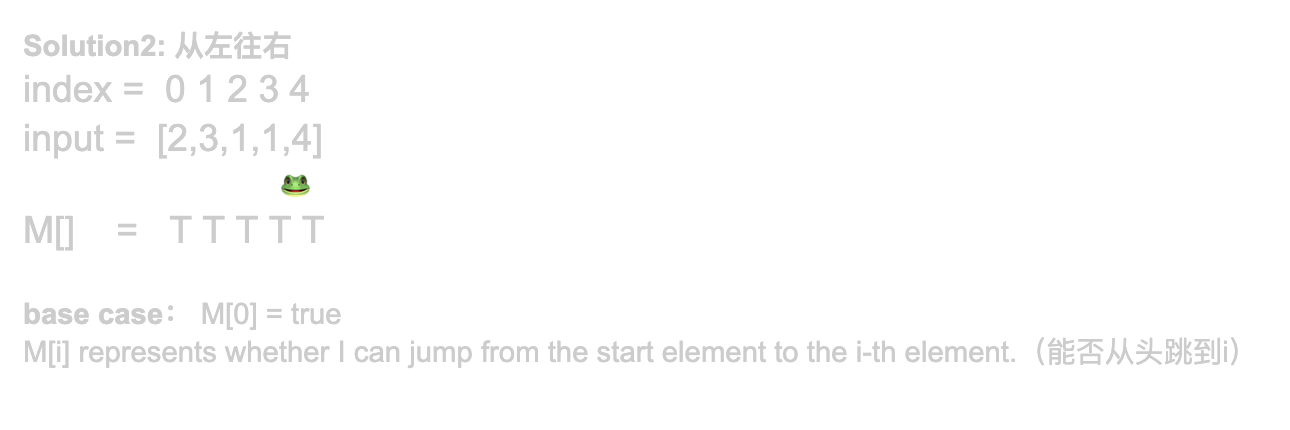 Solution2: 从左往右
index = 0 1 2 3 4
input = [2,3,1,1,4]
M[] = T T T T T
base case： M[0] = true
M[i] represents whether I can jump from the start element to the i-th element.（能否从头跳到i）